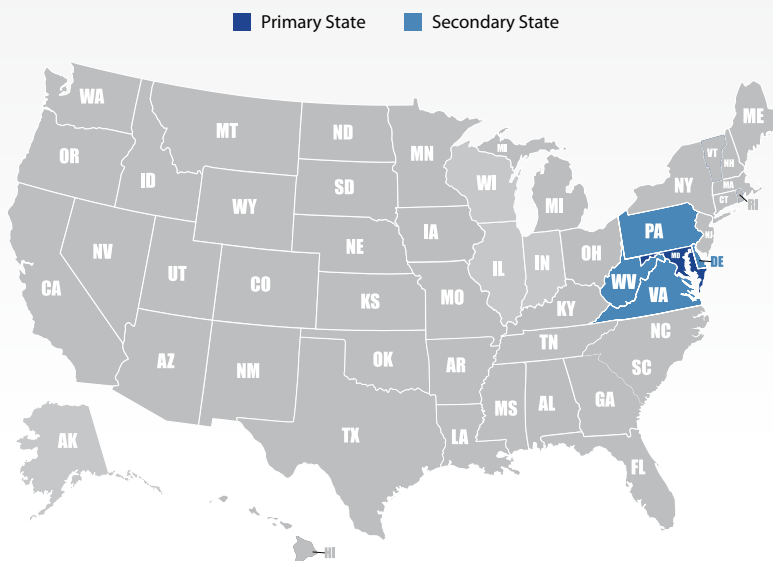 Primary State
Secondary State
WA
ME
MT
ND
MN
OR
MI
VT
NH
ID
SD
WI
NY
MA
CT
RI
WY
MI
IA
PA
NJ
NV
NE
OH
MD
DE
UT
IL
IN
WV
CO
VA
CA
KS
MO
KY
NC
TN
AZ
NM
OK
AR
SC
MS
AL
GA
TX
LA
AK
FL
HI